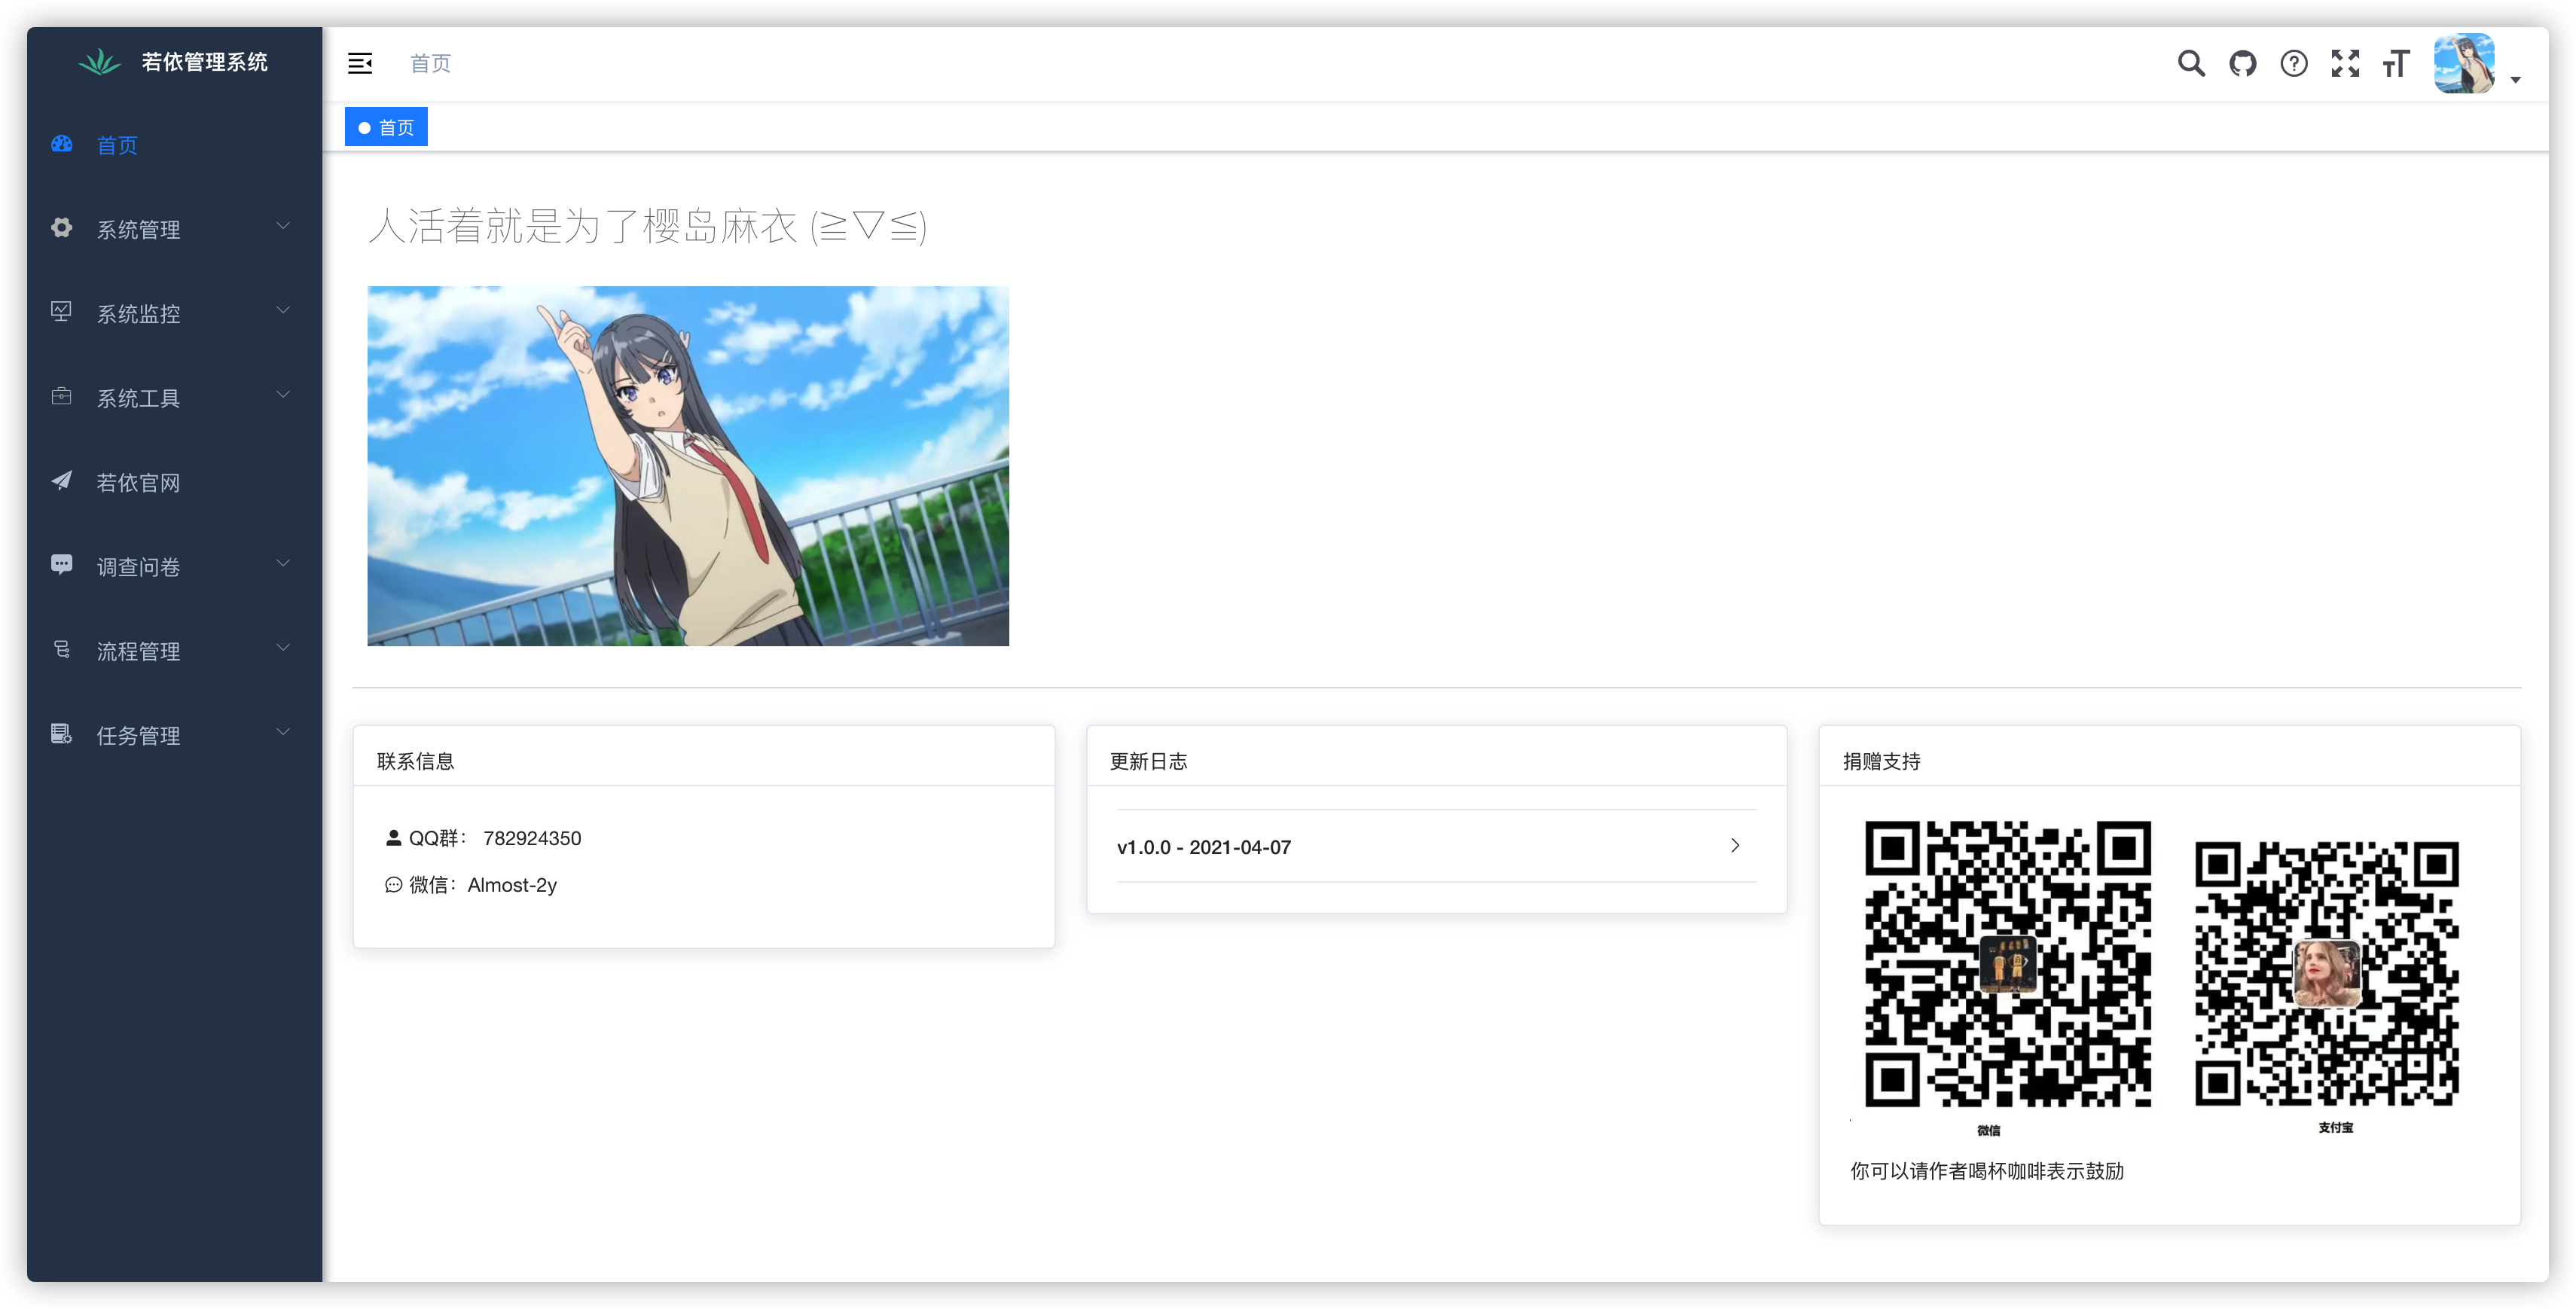 若依管理系统
首页
系统管理
系统监控
系统工具
若依官网
调查问卷
流程管理
任务管理
首页
首页
人活着就是为了樱岛麻衣 (≧▽≦)
联系信息
QQ群： 782924350
微信：Almost-2y
更新日志
v1.0.0 - 2021-04-07
捐赠支持
微信
支付宝
你可以请作者喝杯咖啡表示鼓励